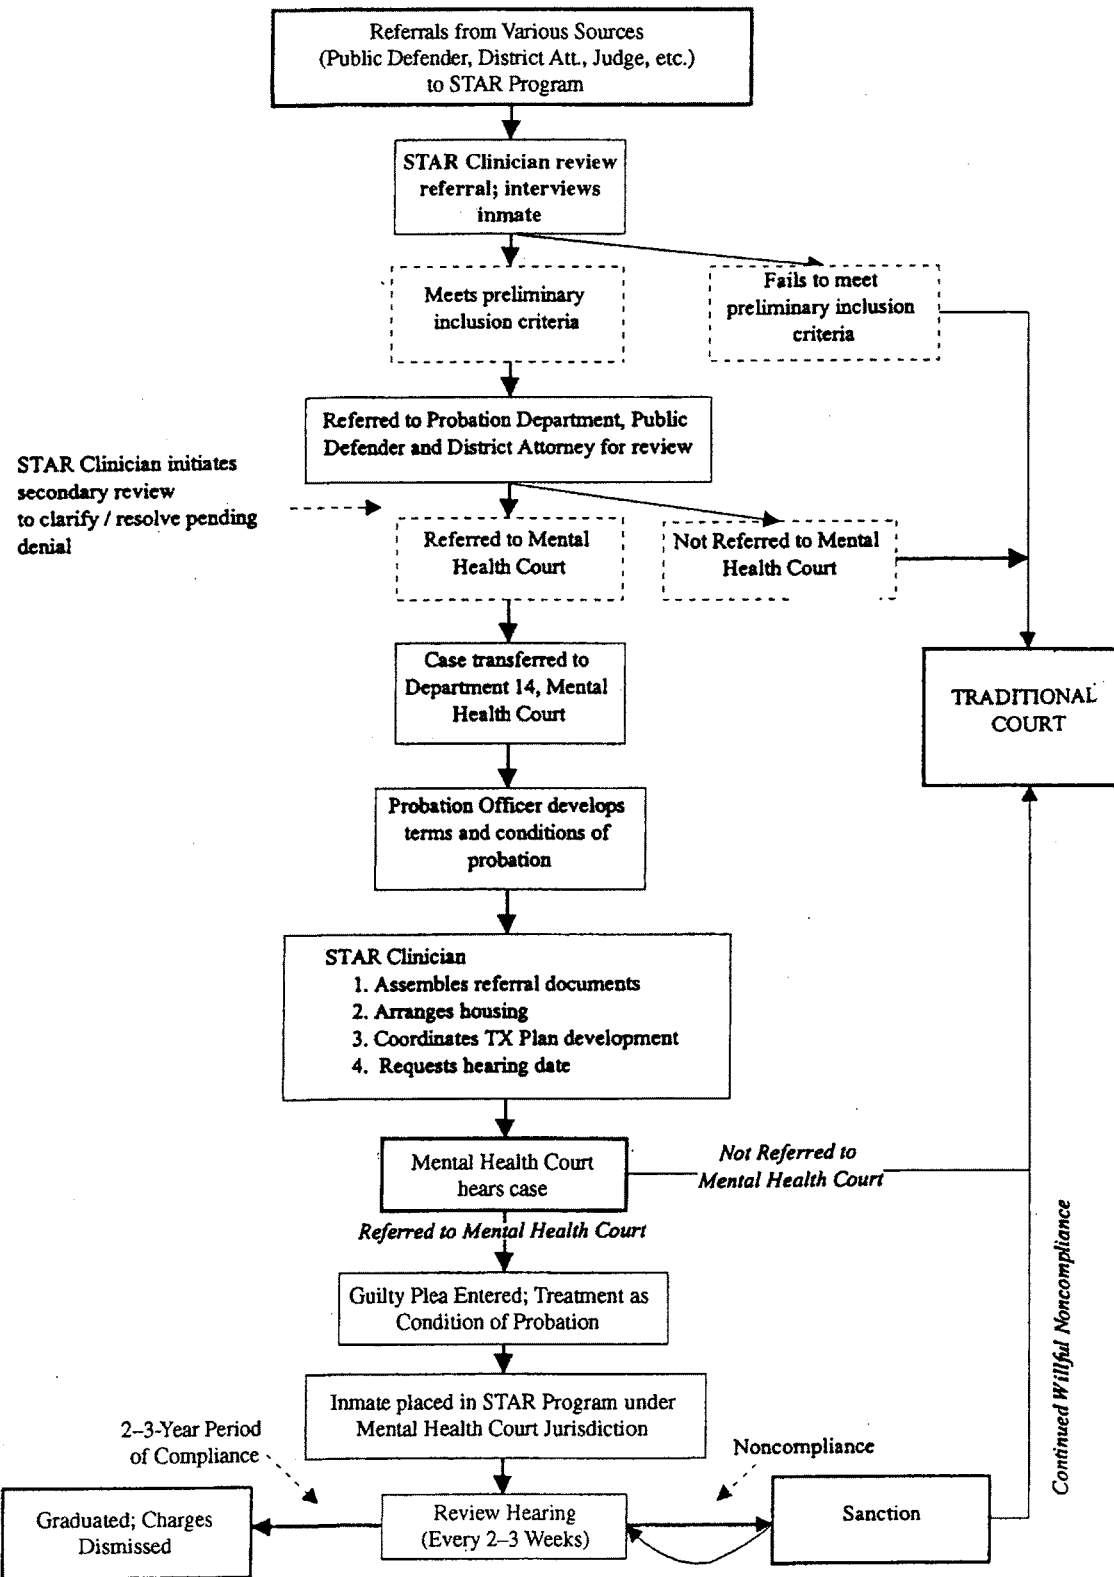 Referrals from Various Sources
(Public Defender, District Att., Judge, etc.)
to STAR Program
STAR Clinician review
referral; interviews
inmate
Meets preliminary
inclusion criteria
Fails to meet
preliminary inclusion
criteria
Referred to Probation Department, Public
Defender and District Attorney for review
STAR Clinician initiates
secondary review
to clarify / resolve pending
denial
Referred to Mental
Health Court
Not Referred to Mental
Health Court
Case transferred to
Department 14, Mental
Health Court
TRADITIONAL
COURT
Probation Officer develops
terms and conditions of
probation
STAR Clinician
1. Assembles referral documents
2. Arranges housing
3. Coordinates TX Plan development
4. Requests hearing date
Mental Health Court
hears case
Not Referred to
Mental Health Court
Referred to Mental Health Court
Guilty Plea Entered; Treatment as
Condition of Probation
Continued Willful Noncompliance
Inmate placed in STAR Program under
Mental Health Court Jurisdiction
2–3-Year Period
of Compliance
Noncompliance
Graduated; Charges
Dismissed
Review Hearing
(Every 2–3 Weeks)
Sanction